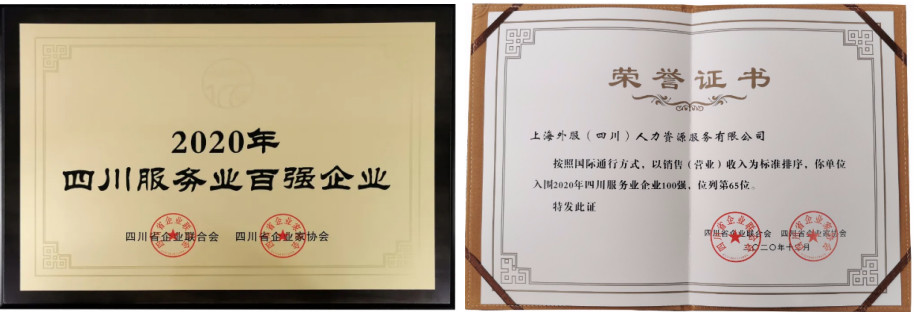 2020年
四川服务业百强企业
四川省企业联合会 四川省企业家协会
荣誉证书
上海外服（四川）人力资源服务有限公司
按照国际通行方式，以销售（营业）收入为标准排序，你单位
入围2020年四川服务业企业100强，位列第65位。
特发此证
四川省企业联合会 四川省企业家协会
二〇二〇年十月